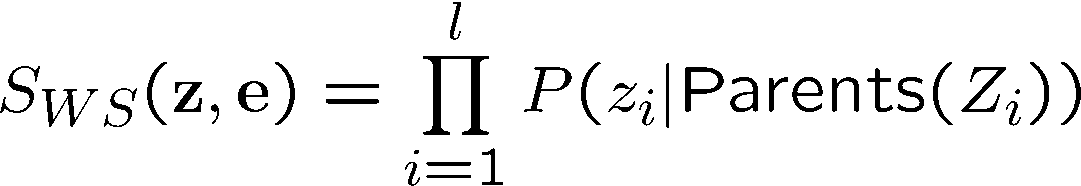 S_{WS}(𝐳, 𝐞) = ∏_{i=1}^{l} P(z_i|Parents(Z_i))